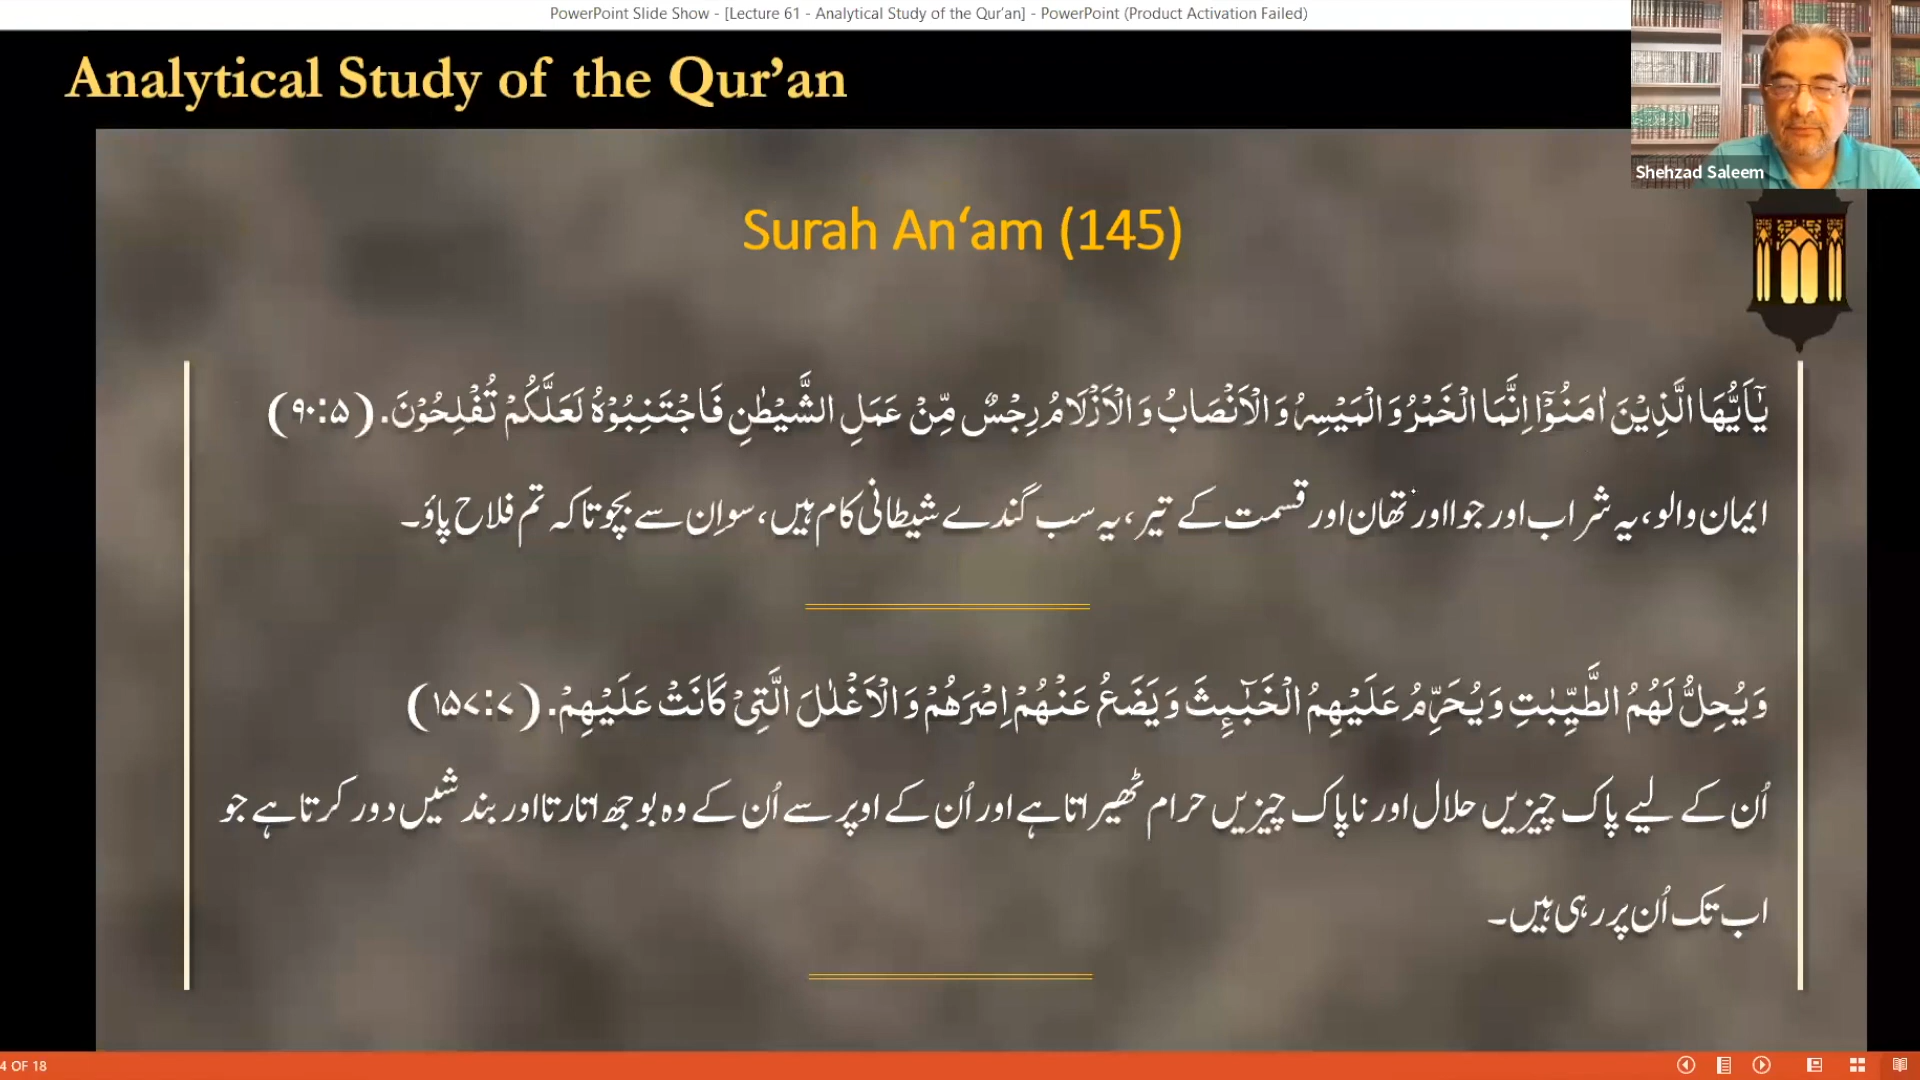 PowerPoint Slide Show - [Lecture 61 - Analytical Study of the Qur'an] - PowerPoint (Product Activation Failed)
Analytical Study of the Qur’an
Shehzad Saleem
Surah An‘am (145)
يٰٓاَيُّهَا الَّذِيْنَ اٰمَنُوْٓا اِنَّمَا الْخَمْرُ وَالْمَيْسِرُ وَالْاَنْصَابُ وَالْاَزْلَامُ رِجْسٌ مِّنْ عَمَلِ الشَّيْطٰنِ فَاجْتَنِبُوْهُ لَعَلَّكُمْ تُفْلِحُوْنَ. (۵:۹۰)
ایمان والو، یہ شراب اور جوا اور تھان اور قسمت کے تیر، یہ سب گندے شیطانی کام ہیں، سو اِن سے بچو تاکہ تم فلاح پاؤ۔
وَيُحِلُّ لَهُمُ الطَّيِّبٰتِ وَيُحَرِّمُ عَلَيْهِمُ الْخَبٰٓئِثَ وَيَضَعُ عَنْهُمْ اِصْرَهُمْ وَالْاَغْلٰلَ الَّتِيْ كَانَتْ عَلَيْهِمْ. (۷:۱۵۷)
اُن کے لیے پاک چیزیں حلال اور ناپاک چیزیں حرام ٹھیراتا ہے اور اُن کے اوپر سے اُن کے وہ بوجھ اتارتا اور بندشیں دور کرتا ہے جو
اب تک اُن پر رہی ہیں۔
4 OF 18